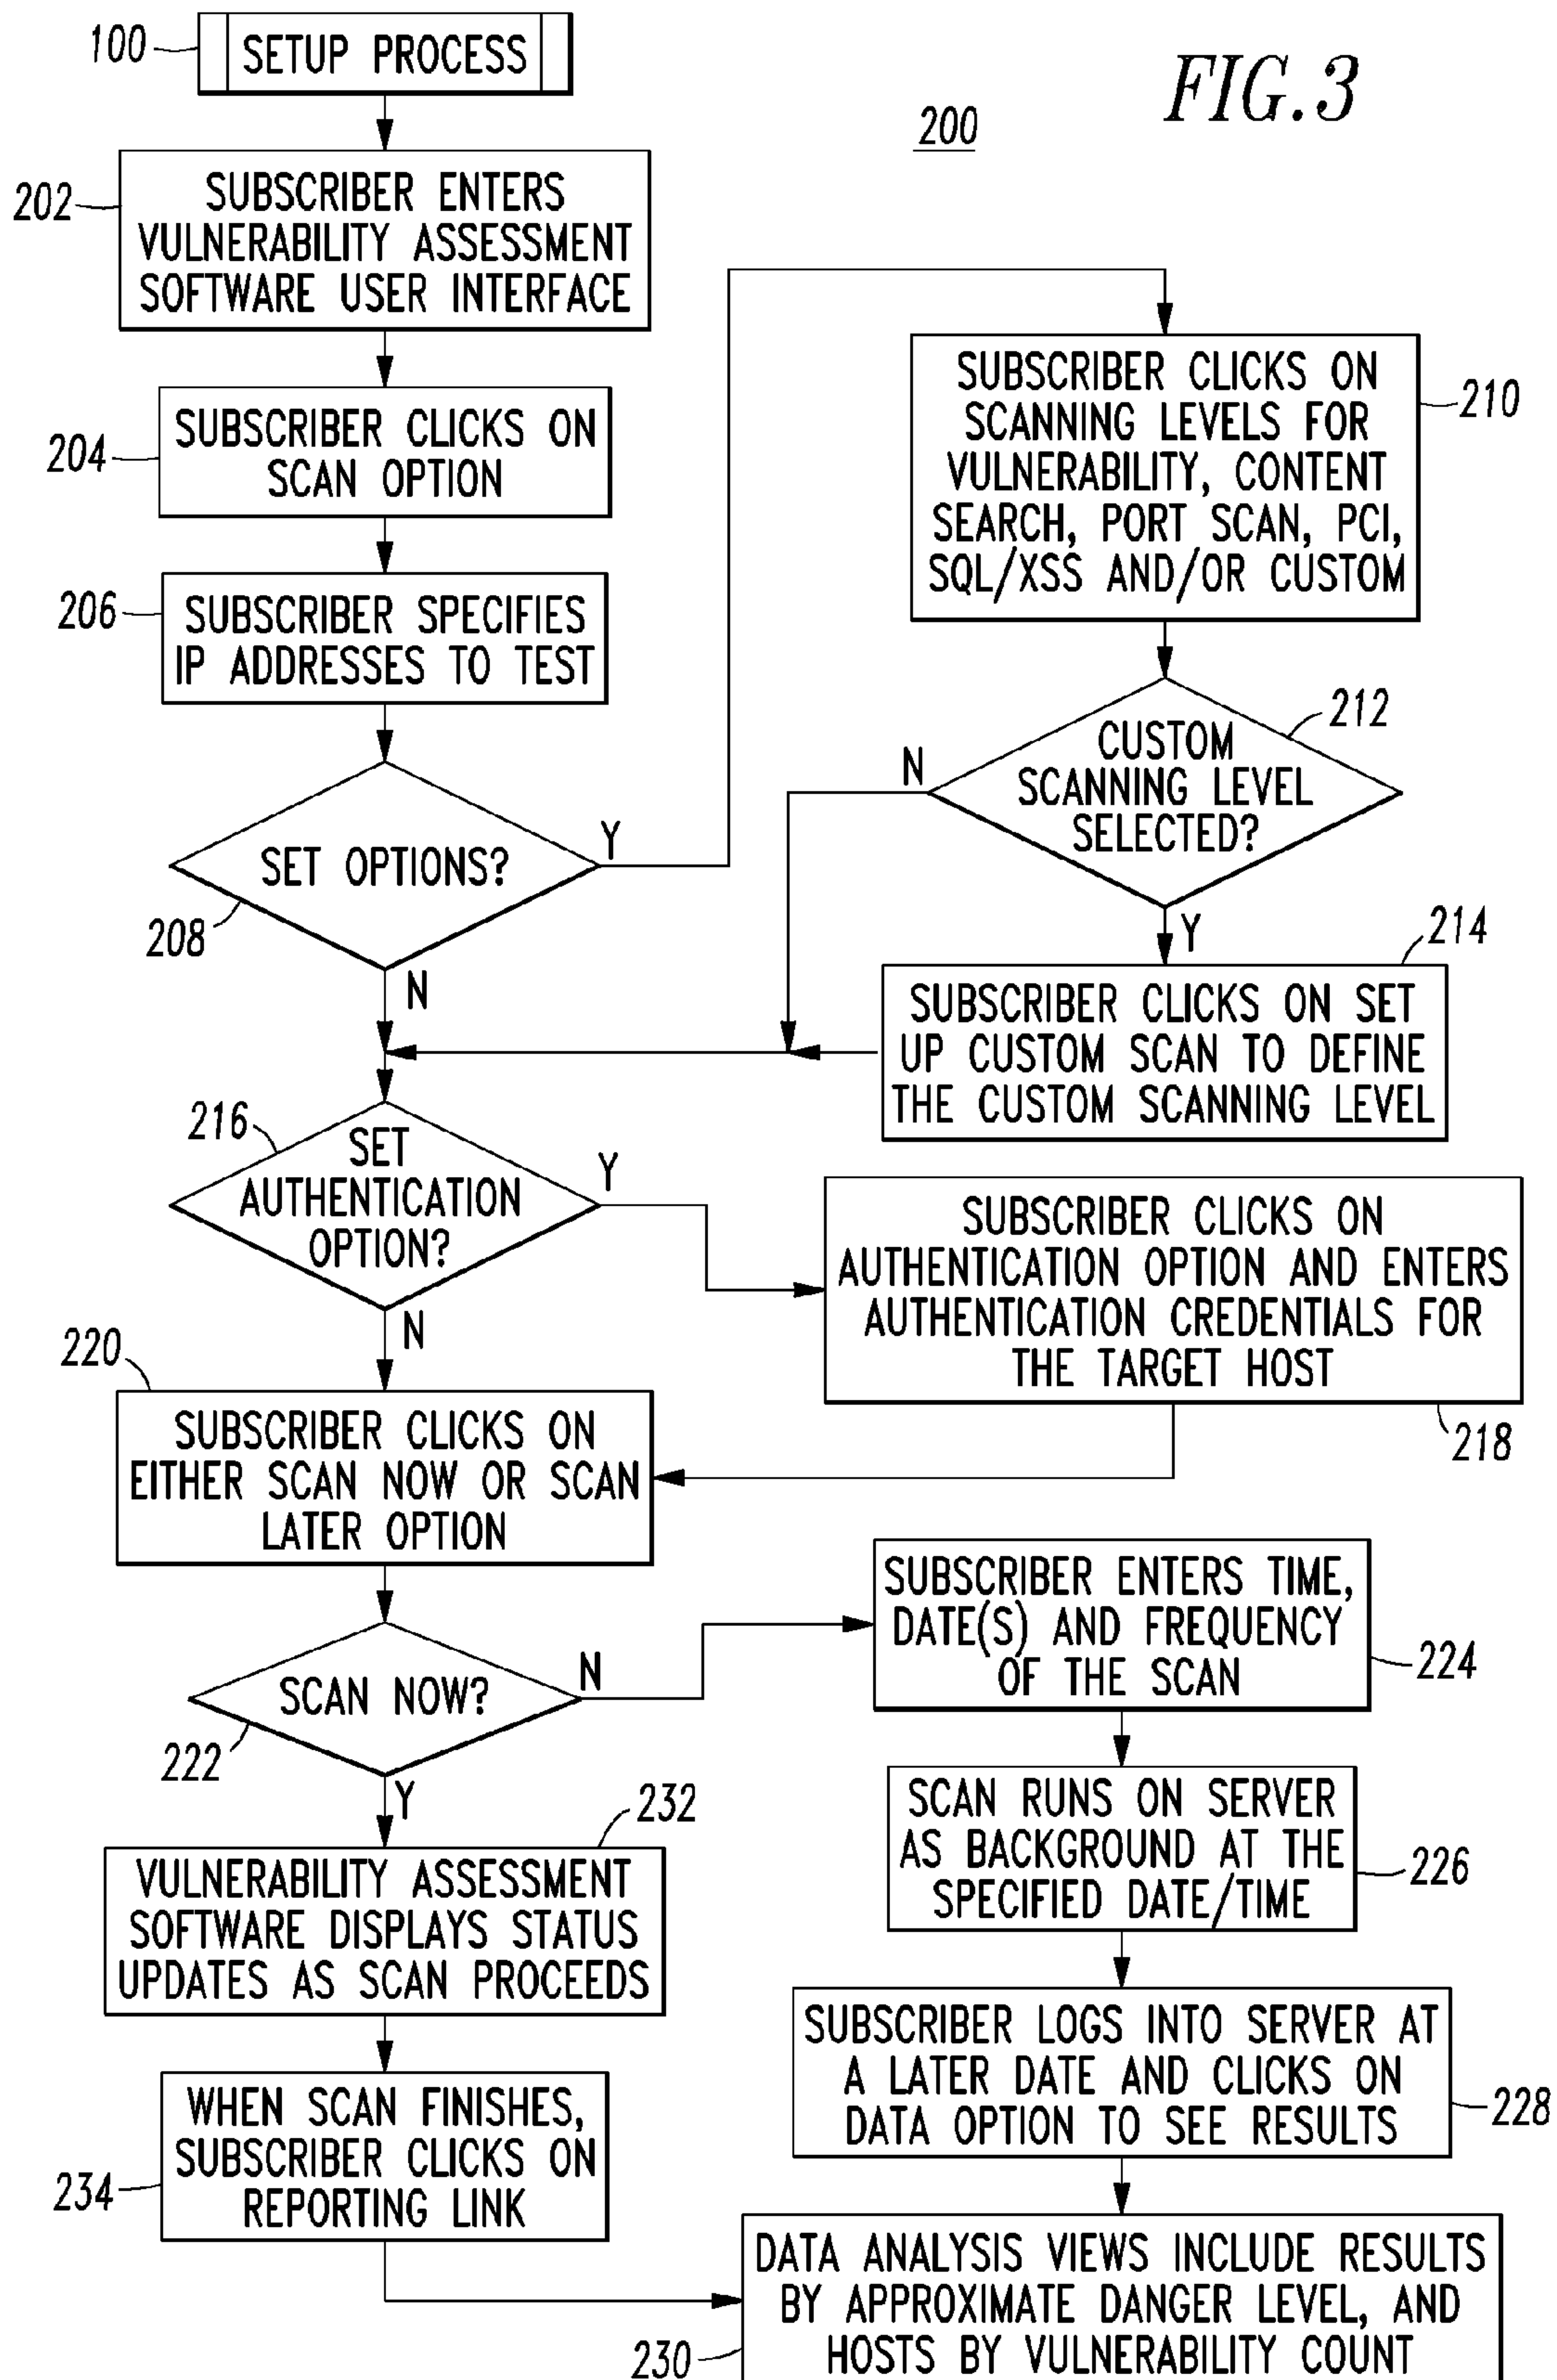 FIG.3
200
100
SETUP PROCESS
202
SUBSCRIBER ENTERS
VULNERABILITY ASSESSMENT
SOFTWARE USER INTERFACE
204
SUBSCRIBER CLICKS ON
SCAN OPTION
206
SUBSCRIBER SPECIFIES
IP ADDRESSES TO TEST
SET OPTIONS?
208
Y
N
SUBSCRIBER CLICKS ON
SCANNING LEVELS FOR
VULNERABILITY, CONTENT
SEARCH, PORT SCAN, PCI,
SQL/XSS AND/OR CUSTOM
210
212
CUSTOM
SCANNING LEVEL
SELECTED?
N
Y
214
SUBSCRIBER CLICKS ON SET
UP CUSTOM SCAN TO DEFINE
THE CUSTOM SCANNING LEVEL
216
SET
AUTHENTICATION
OPTION?
Y
N
SUBSCRIBER CLICKS ON
AUTHENTICATION OPTION AND ENTERS
AUTHENTICATION CREDENTIALS FOR
THE TARGET HOST
218
220
SUBSCRIBER CLICKS ON
EITHER SCAN NOW OR SCAN
LATER OPTION
SCAN NOW?
222
N
Y
SUBSCRIBER ENTERS TIME,
DATE(S) AND FREQUENCY
OF THE SCAN
224
SCAN RUNS ON SERVER
AS BACKGROUND AT THE
SPECIFIED DATE/TIME
226
SUBSCRIBER LOGS INTO SERVER AT
A LATER DATE AND CLICKS ON
DATA OPTION TO SEE RESULTS
228
232
VULNERABILITY ASSESSMENT
SOFTWARE DISPLAYS STATUS
UPDATES AS SCAN PROCEEDS
234
WHEN SCAN FINISHES,
SUBSCRIBER CLICKS ON
REPORTING LINK
DATA ANALYSIS VIEWS INCLUDE RESULTS
BY APPROXIMATE DANGER LEVEL, AND
HOSTS BY VULNERABILITY COUNT
230